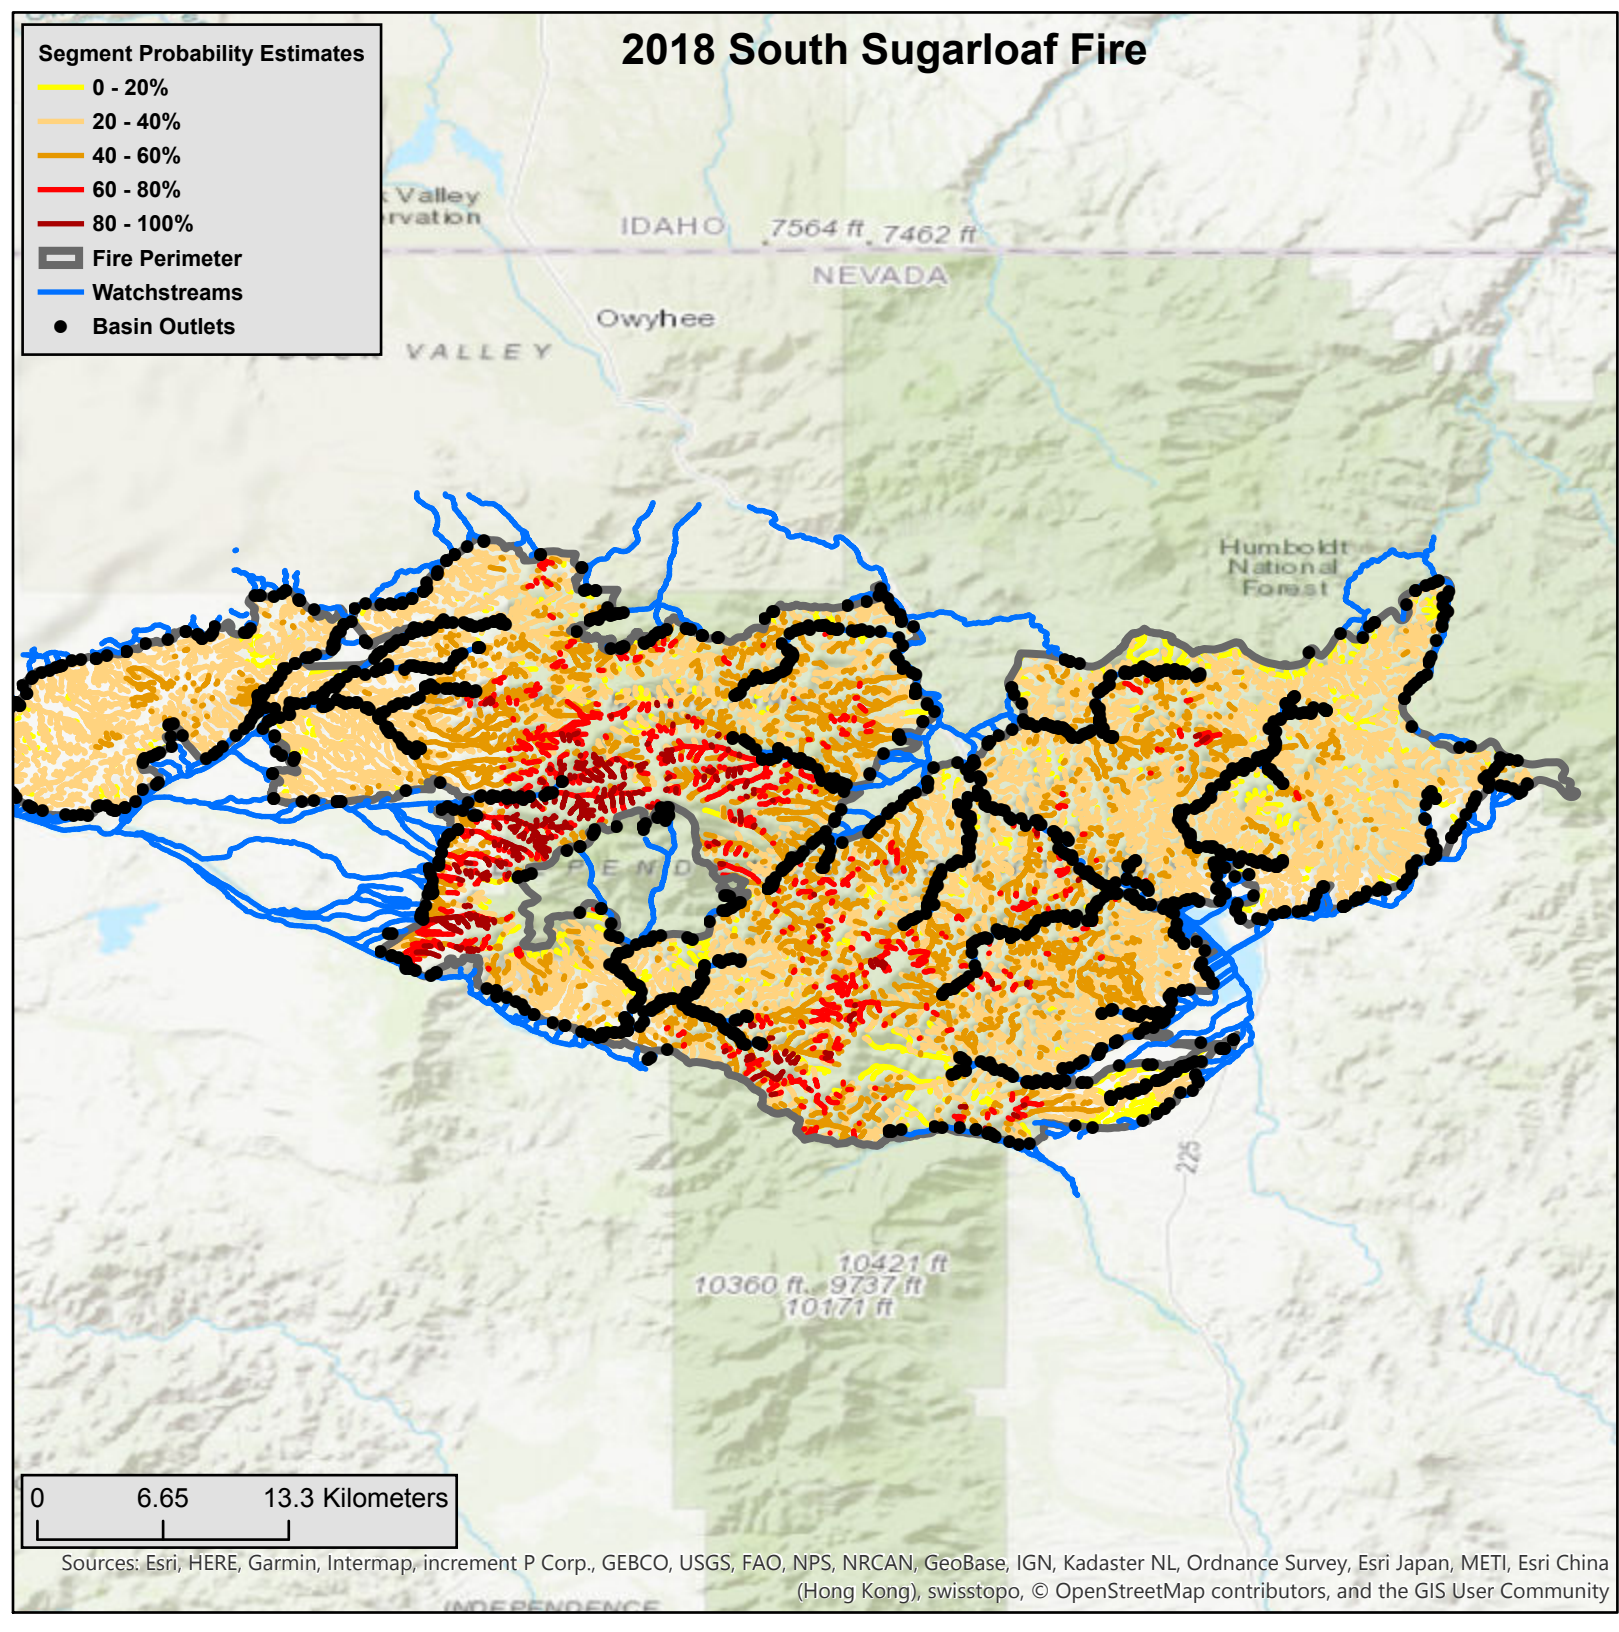 2018 South Sugarloaf Fire
Segment Probability Estimates
0 - 20%
20 - 40%
40 - 60%
60 - 80%
80 - 100%
Fire Perimeter
Watchstreams
Basin Outlets
Valley
rvation
IDAHO
7564 ft
7462 ft
NEVADA
Owyhee
VALLEY
Humboldt
National
Forest
P E N D
225
10421 ft
10360 ft
9737 ft
10171 ft
0 6.65 13.3 Kilometers
Sources: Esri, HERE, Garmin, Intermap, increment P Corp., GEBCO, USGS, FAO, NPS, NRCAN, GeoBase, IGN, Kadaster NL, Ordnance Survey, Esri Japan, METI, Esri China
(Hong Kong), swisstopo, © OpenStreetMap contributors, and the GIS User Community
INDEPENDENCE